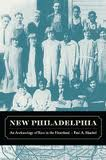 NEW PHILADELPHIA
An Archaeology of Race in the Heartland • Paul A. Shackel